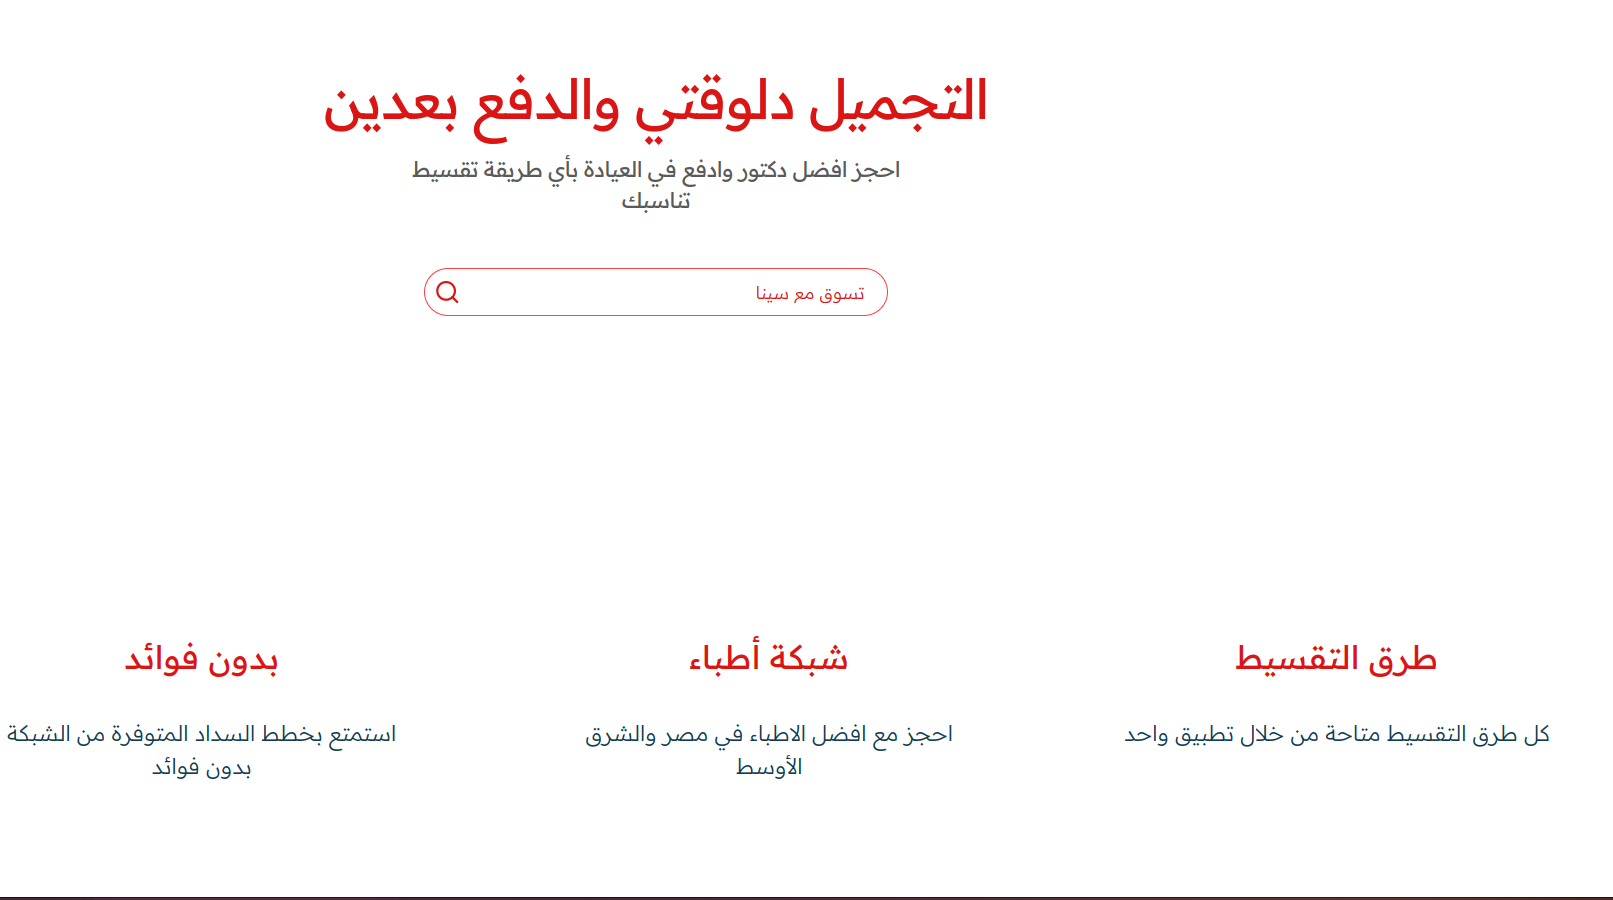 التجميل دلوقتي والدفع بعدين
احجز افضل دكتور وادفع في العيادة بأي طريقة تقسيط
تناسبك
تسوق مع سينا
طرق التقسيط
كل طرق التقسيط متاحة من خلال تطبيق واحد
شبكة أطباء
احجز مع افضل الاطباء في مصر والشرق
الأوسط
بدون فوائد
استمتع بخطط السداد المتوفرة من الشبكة
بدون فوائد